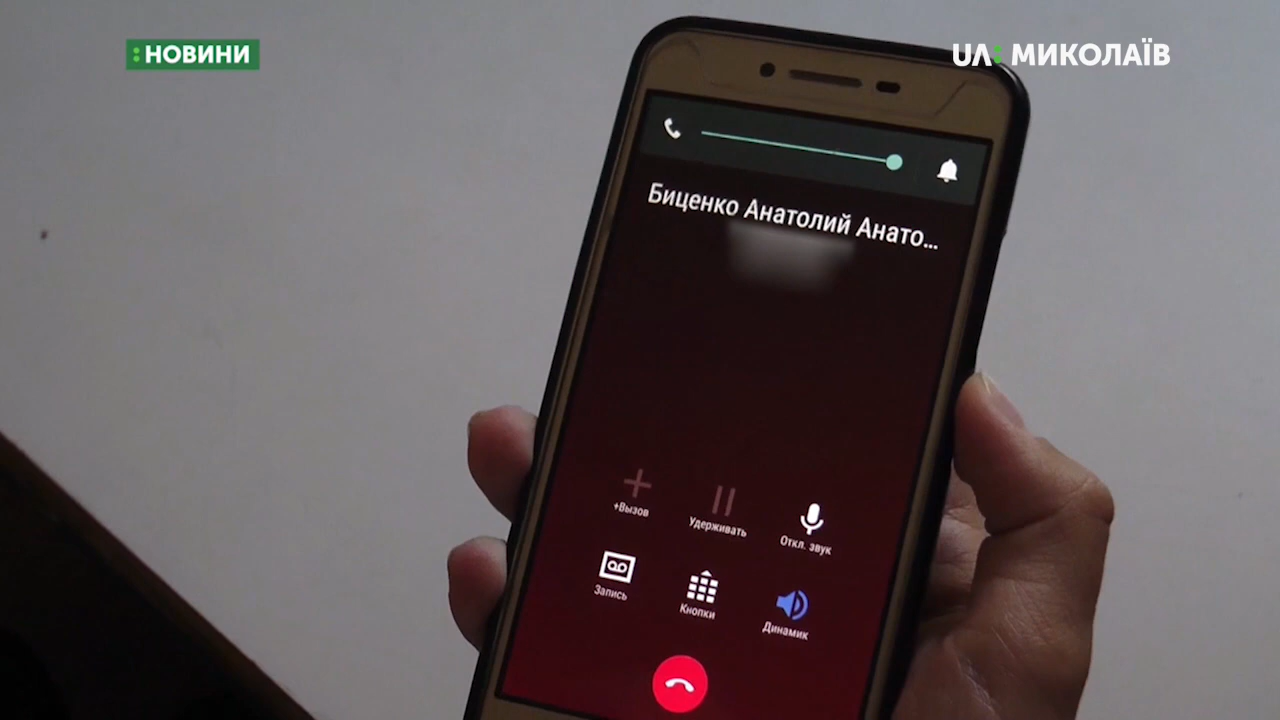 :НОВИНИ
UA: МИКОЛАЇВ
Биценко Анатолий Анато...
+Вызов
Удерживать
Откл. звук
Запись
Кнопки
Динамик